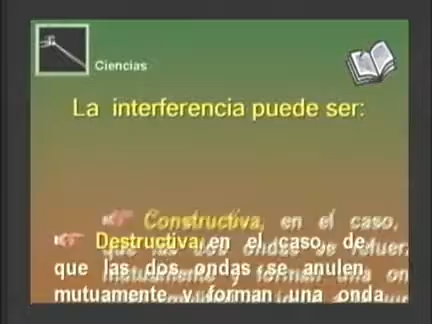 Ciencias
La interferencia puede ser:
Constructiva, en el caso,
Destructiva, en el caso, de
que las dos ondas se anulen
mutuamente y forman una onda